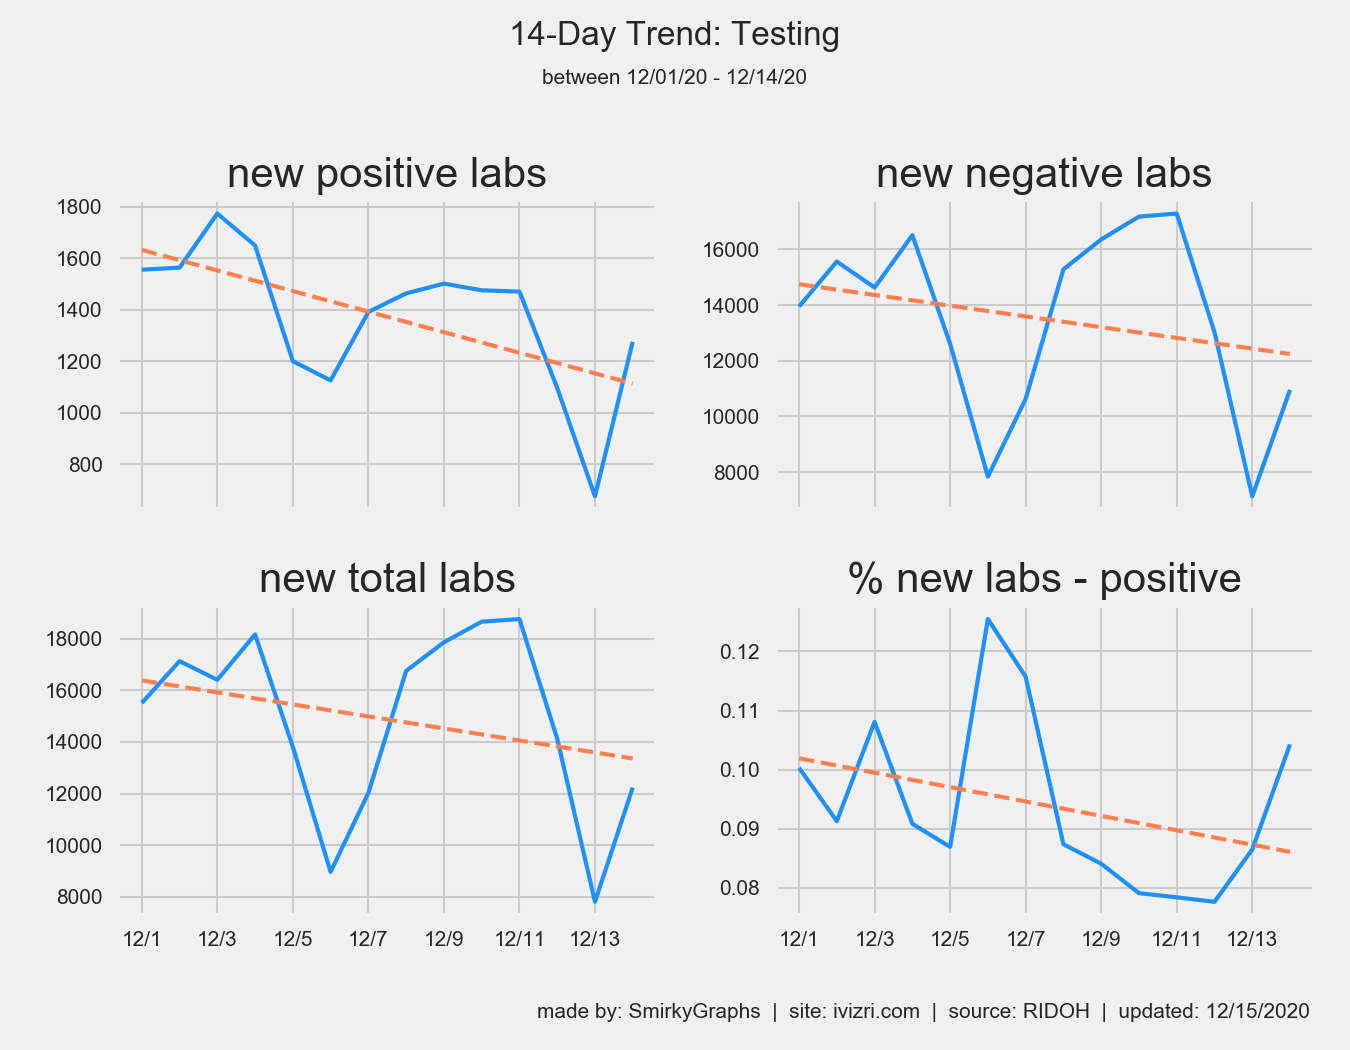 14-Day Trend: Testing
between 12/01/20 - 12/14/20
new positive labs
1800
1600
1400
1200
1000
800
new negative labs
16000
14000
12000
10000
8000
new total labs
18000
16000
14000
12000
10000
8000
12/1 12/3 12/5 12/7 12/9 12/11 12/13
% new labs - positive
0.12
0.11
0.10
0.09
0.08
12/1 12/3 12/5 12/7 12/9 12/11 12/13
made by: SmirkyGraphs | site: ivizri.com | source: RIDOH | updated: 12/15/2020